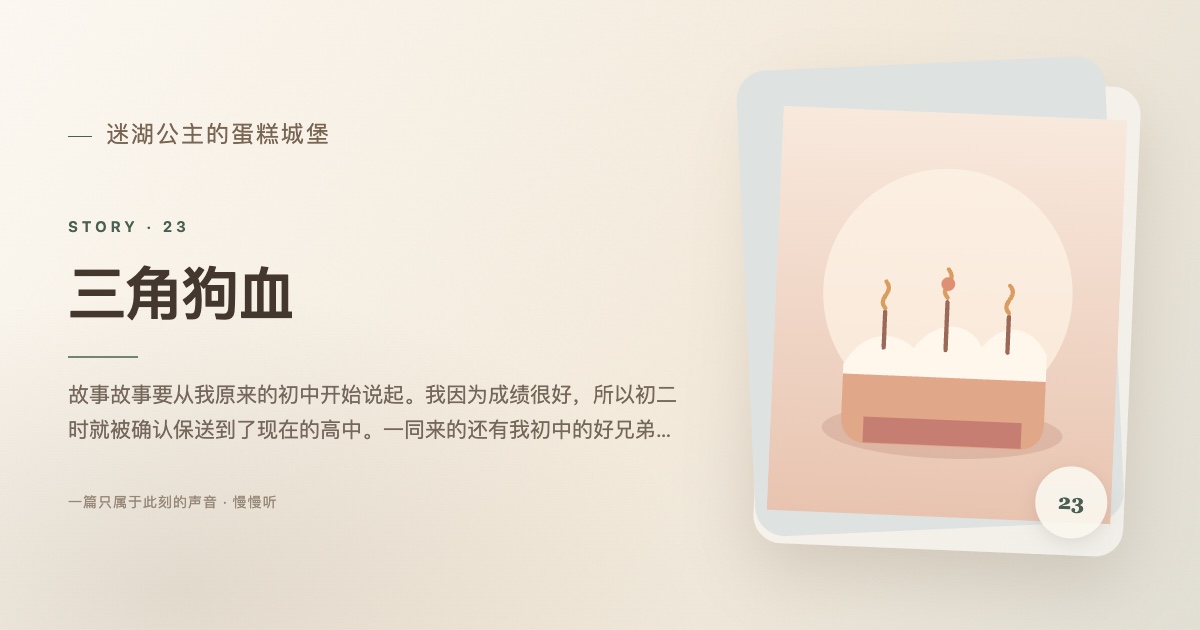 迷湖公主的蛋糕城堡
STORY · 23
三角狗血
故事故事要从我原来的初中开始说起。我因为成绩很好，所以初二
时就被确认保送到了现在的高中。一同来的还有我初中的好兄弟...
一篇只属于此刻的声音 · 慢慢听
23